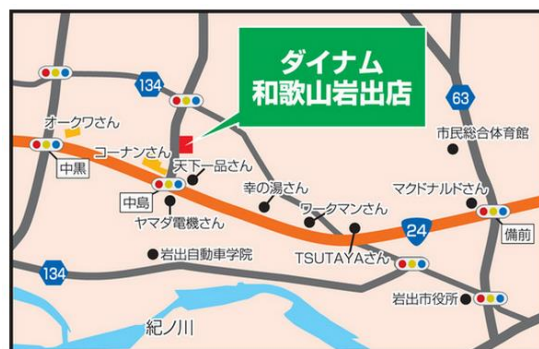 ダイナム
和歌山岩出店
134
63
オークワさん
市民総合体育館
コーナンさん
中黒
天下一品さん
幸の湯さん
マクドナルドさん
中島
ワークマンさん
ヤマダ電機さん
備前
24
TSUTAYAさん
岩出自動車学院
134
岩出市役所
紀ノ川